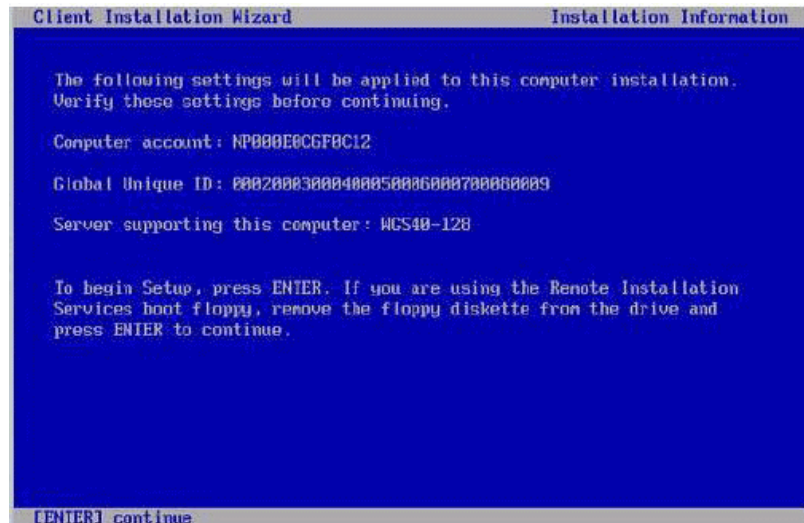 Client Installation Wizard Installation Information
The following settings will be applied to this computer installation.
Verify these settings before continuing.
Computer account: NP000E0CGF0C12
Global Unique ID: 00020003000400050006000700080009
Server supporting this computer: WCS40-128
To begin Setup, press ENTER. If you are using the Remote Installation
Services boot floppy, remove the floppy diskette from the drive and
press ENTER to continue.
[ENTER] continue